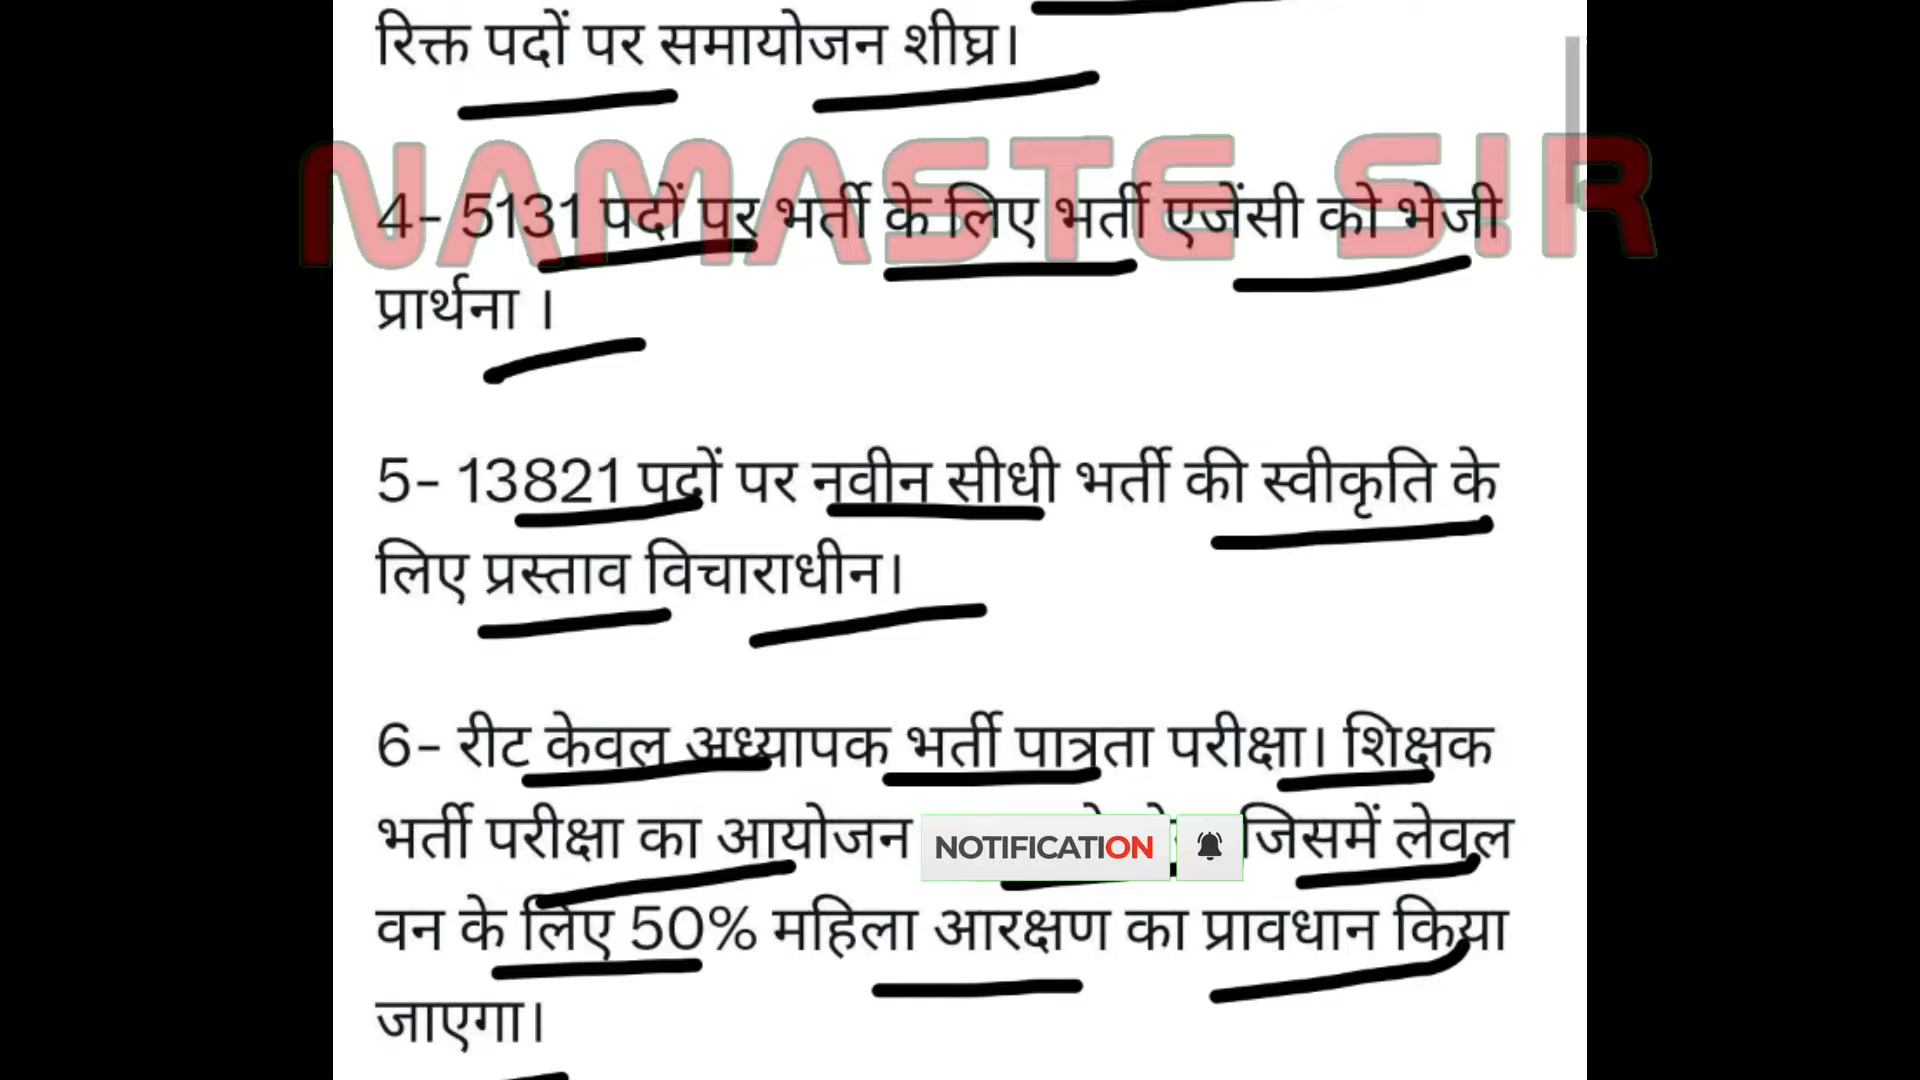 रिक्त पदों पर समायोजन शीघ्र।
NAMASTE S!R
4- 5131 पदों पर भर्ती के लिए भर्ती एजेंसी को भेजी
प्रार्थना ।
5- 13821 पदों पर नवीन सीधी भर्ती की स्वीकृति के
लिए प्रस्ताव विचाराधीन।
6- रीट केवल अध्यापक भर्ती पात्रता परीक्षा। शिक्षक
भर्ती परीक्षा का आयोजन NOTIFICATION जिसमें लेवल
वन के लिए 50% महिला आरक्षण का प्रावधान किया
जाएगा।